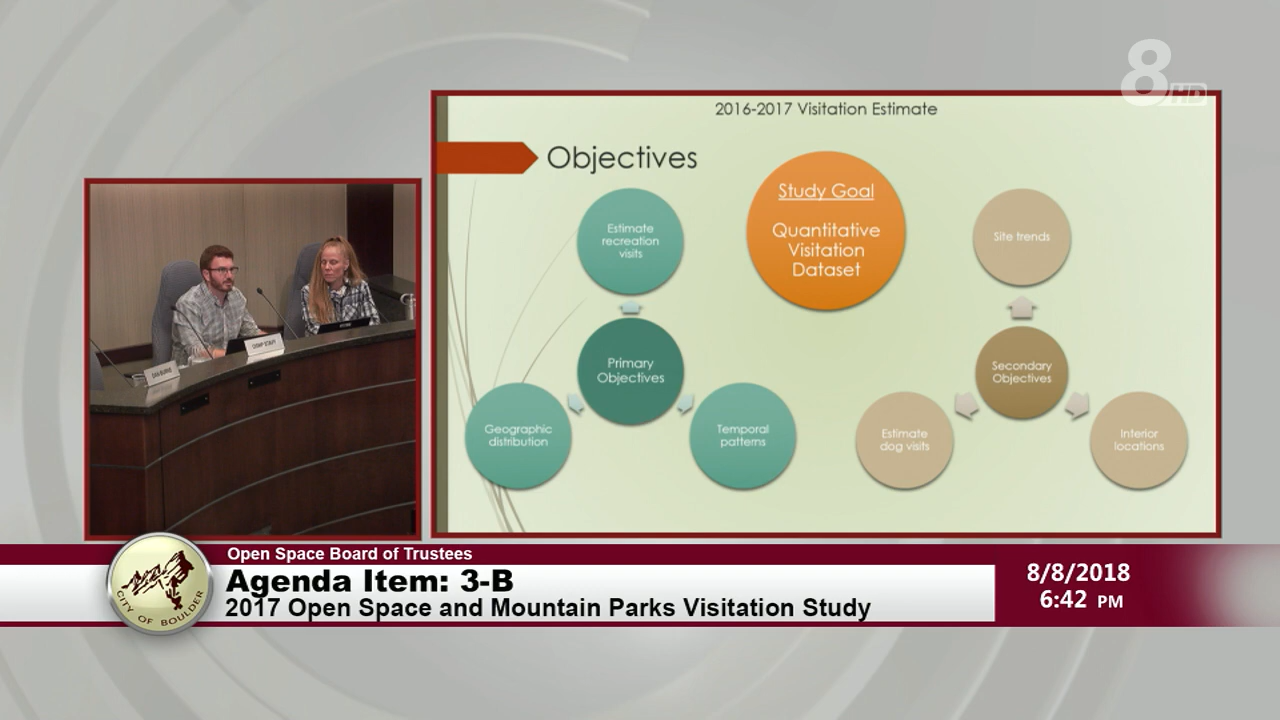 8HD
2016-2017 Visitation Estimate
Objectives
Study Goal
Quantitative
Visitation
Dataset
Estimate
recreation
visits
Primary
Objectives
Geographic
distribution
Temporal
patterns
Site trends
Secondary
Objectives
Estimate
dog visits
Interior
locations
OSMP STAFF
Open Space Board of Trustees
Agenda Item: 3-B
2017 Open Space and Mountain Parks Visitation Study
CITY OF BOULDER
8/8/2018
6:42 PM